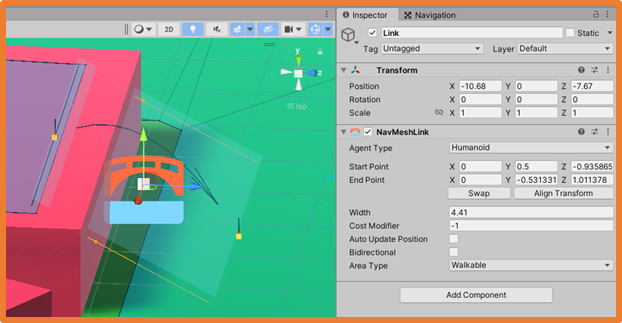 Inspector Navigation
2D
Link Static
Tag Untagged Layer Default
Transform
Position X -10.68 Y 0 Z -7.67
Rotation X 0 Y 0 Z 0
Scale X 1 Y 1 Z 1
NavMeshLink
Agent Type Humanoid
Start Point X 0 Y 0.5 Z -0.935865
End Point X 0 Y -0.531331 Z 1.011378
Swap Align Transform
Width 4.41
Cost Modifier -1
Auto Update Position
Bidirectional
Area Type Walkable
Add Component
y
z
Iso